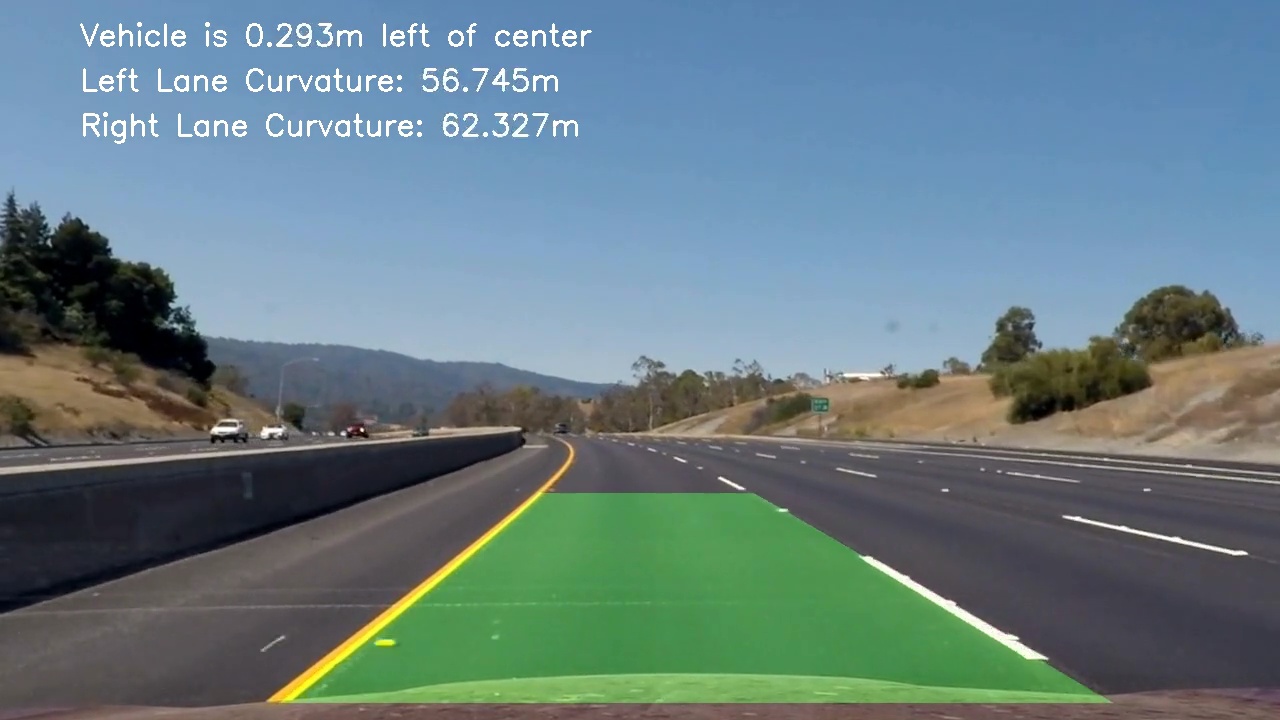 Vehicle is 0.293m left of center
Left Lane Curvature: 56.745m
Right Lane Curvature: 62.327m